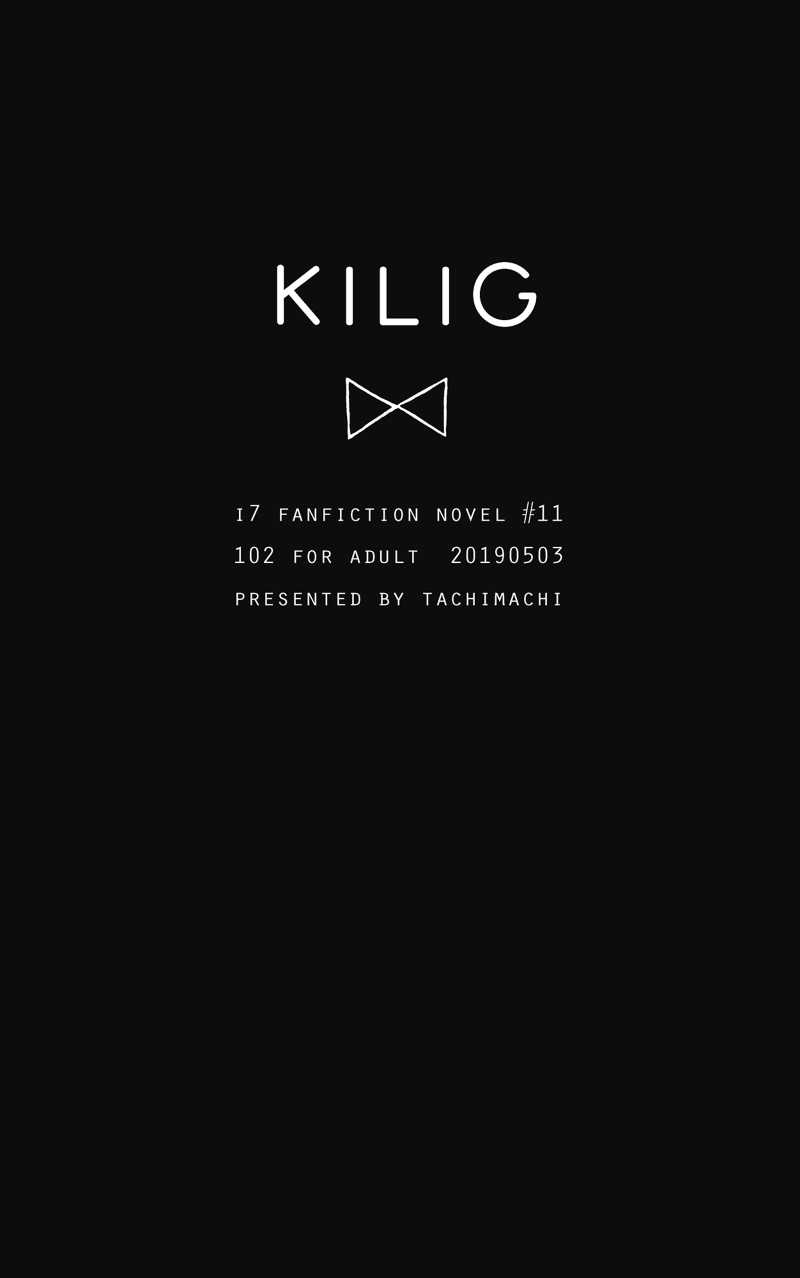 KILIG
I7 FANFICTION NOVEL #11
102 FOR ADULT 20190503
PRESENTED BY TACHIMACHI